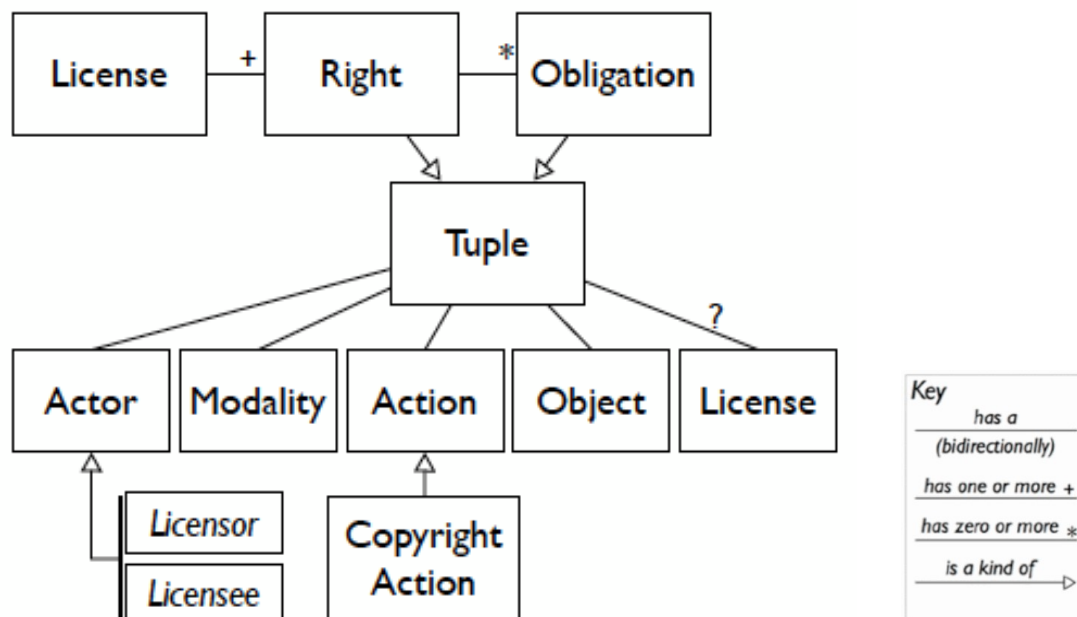 License + Right * Obligation
Tuple
?
Actor Modality Action Object License
Licensor
Licensee
Copyright
Action
Key
has a
(bidirectionally)
has one or more +
has zero or more *
is a kind of